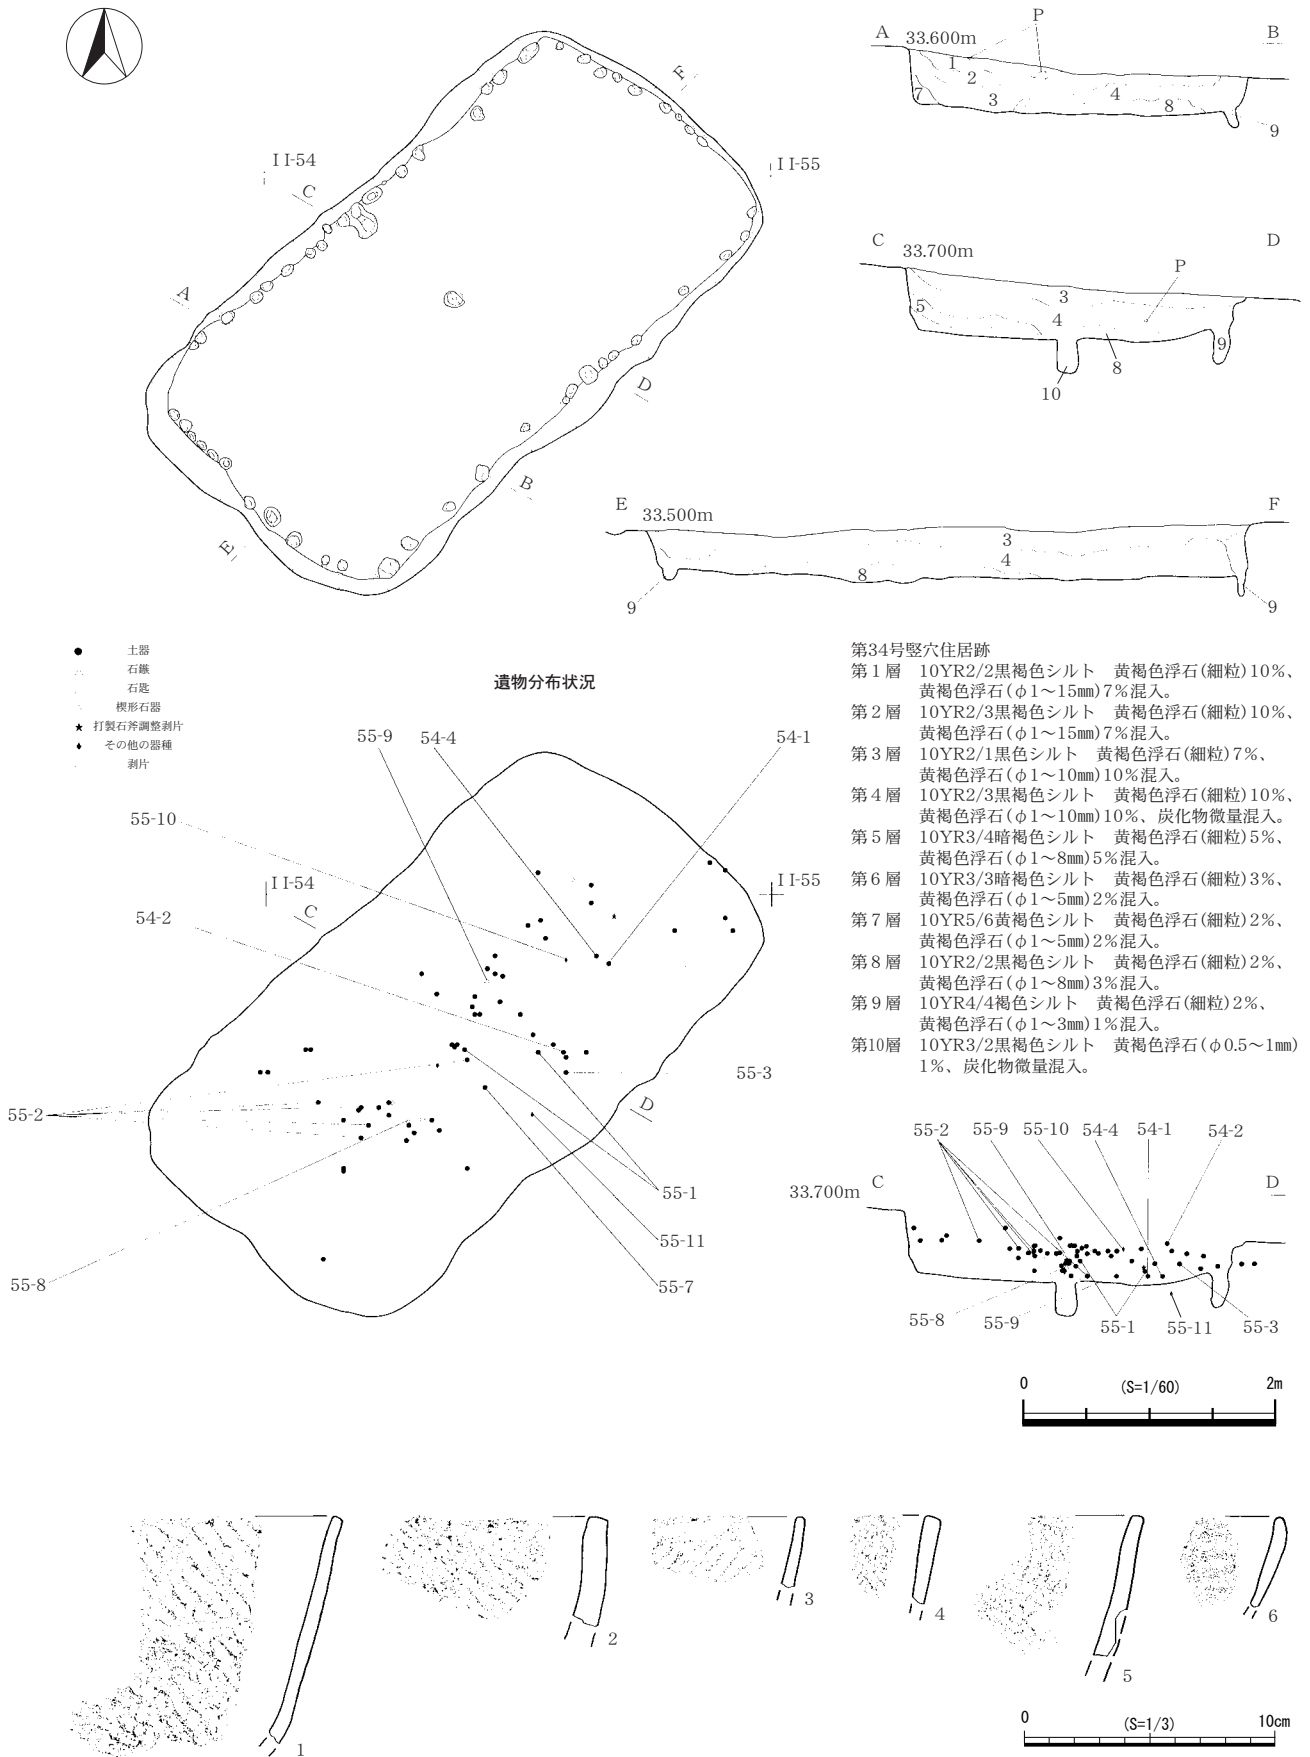 A 33.600m P B
1
2
7 3 4 8
9
I I-54
I I-55
C
F
A
D
B
E
C 33.700m P D
3
5 4
9
8
10
E 33.500m F
3
4
8
9 9
土器
石鏃
石匙
楔形石器
打製石斧調整剥片
その他の器種
剥片
遺物分布状況
第34号竪穴住居跡
第1層 10YR2/2黒褐色シルト 黄褐色浮石(細粒)10%、
黄褐色浮石(φ1～15㎜)7%混入。
第2層 10YR2/3黒褐色シルト 黄褐色浮石(細粒)10%、
黄褐色浮石(φ1～15㎜)7%混入。
第3層 10YR2/1黒色シルト 黄褐色浮石(細粒)7%、
黄褐色浮石(φ1～10㎜)10%混入。
第4層 10YR2/3黒褐色シルト 黄褐色浮石(細粒)10%、
黄褐色浮石(φ1～10㎜)10%、炭化物微量混入。
第5層 10YR3/4暗褐色シルト 黄褐色浮石(細粒)5%、
黄褐色浮石(φ1～8㎜)5%混入。
第6層 10YR3/3暗褐色シルト 黄褐色浮石(細粒)3%、
黄褐色浮石(φ1～5㎜)2%混入。
第7層 10YR5/6黄褐色シルト 黄褐色浮石(細粒)2%、
黄褐色浮石(φ1～5㎜)2%混入。
第8層 10YR2/2黒褐色シルト 黄褐色浮石(細粒)2%、
黄褐色浮石(φ1～8㎜)3%混入。
第9層 10YR4/4褐色シルト 黄褐色浮石(細粒)2%、
黄褐色浮石(φ1～3㎜)1%混入。
第10層 10YR3/2黒褐色シルト 黄褐色浮石(φ0.5～1㎜)
1%、炭化物微量混入。
55-9 54-4 54-1
55-10
I I-54
I I-55
C
54-2
55-3
55-2
D
55-1
55-11
55-8
55-7
55-2 55-9 55-10 54-4 54-1 54-2
33.700m C D
55-8 55-9 55-1 55-11 55-3
0 (S=1/60) 2m
1
2
3
4
5
6
0 (S=1/3) 10cm